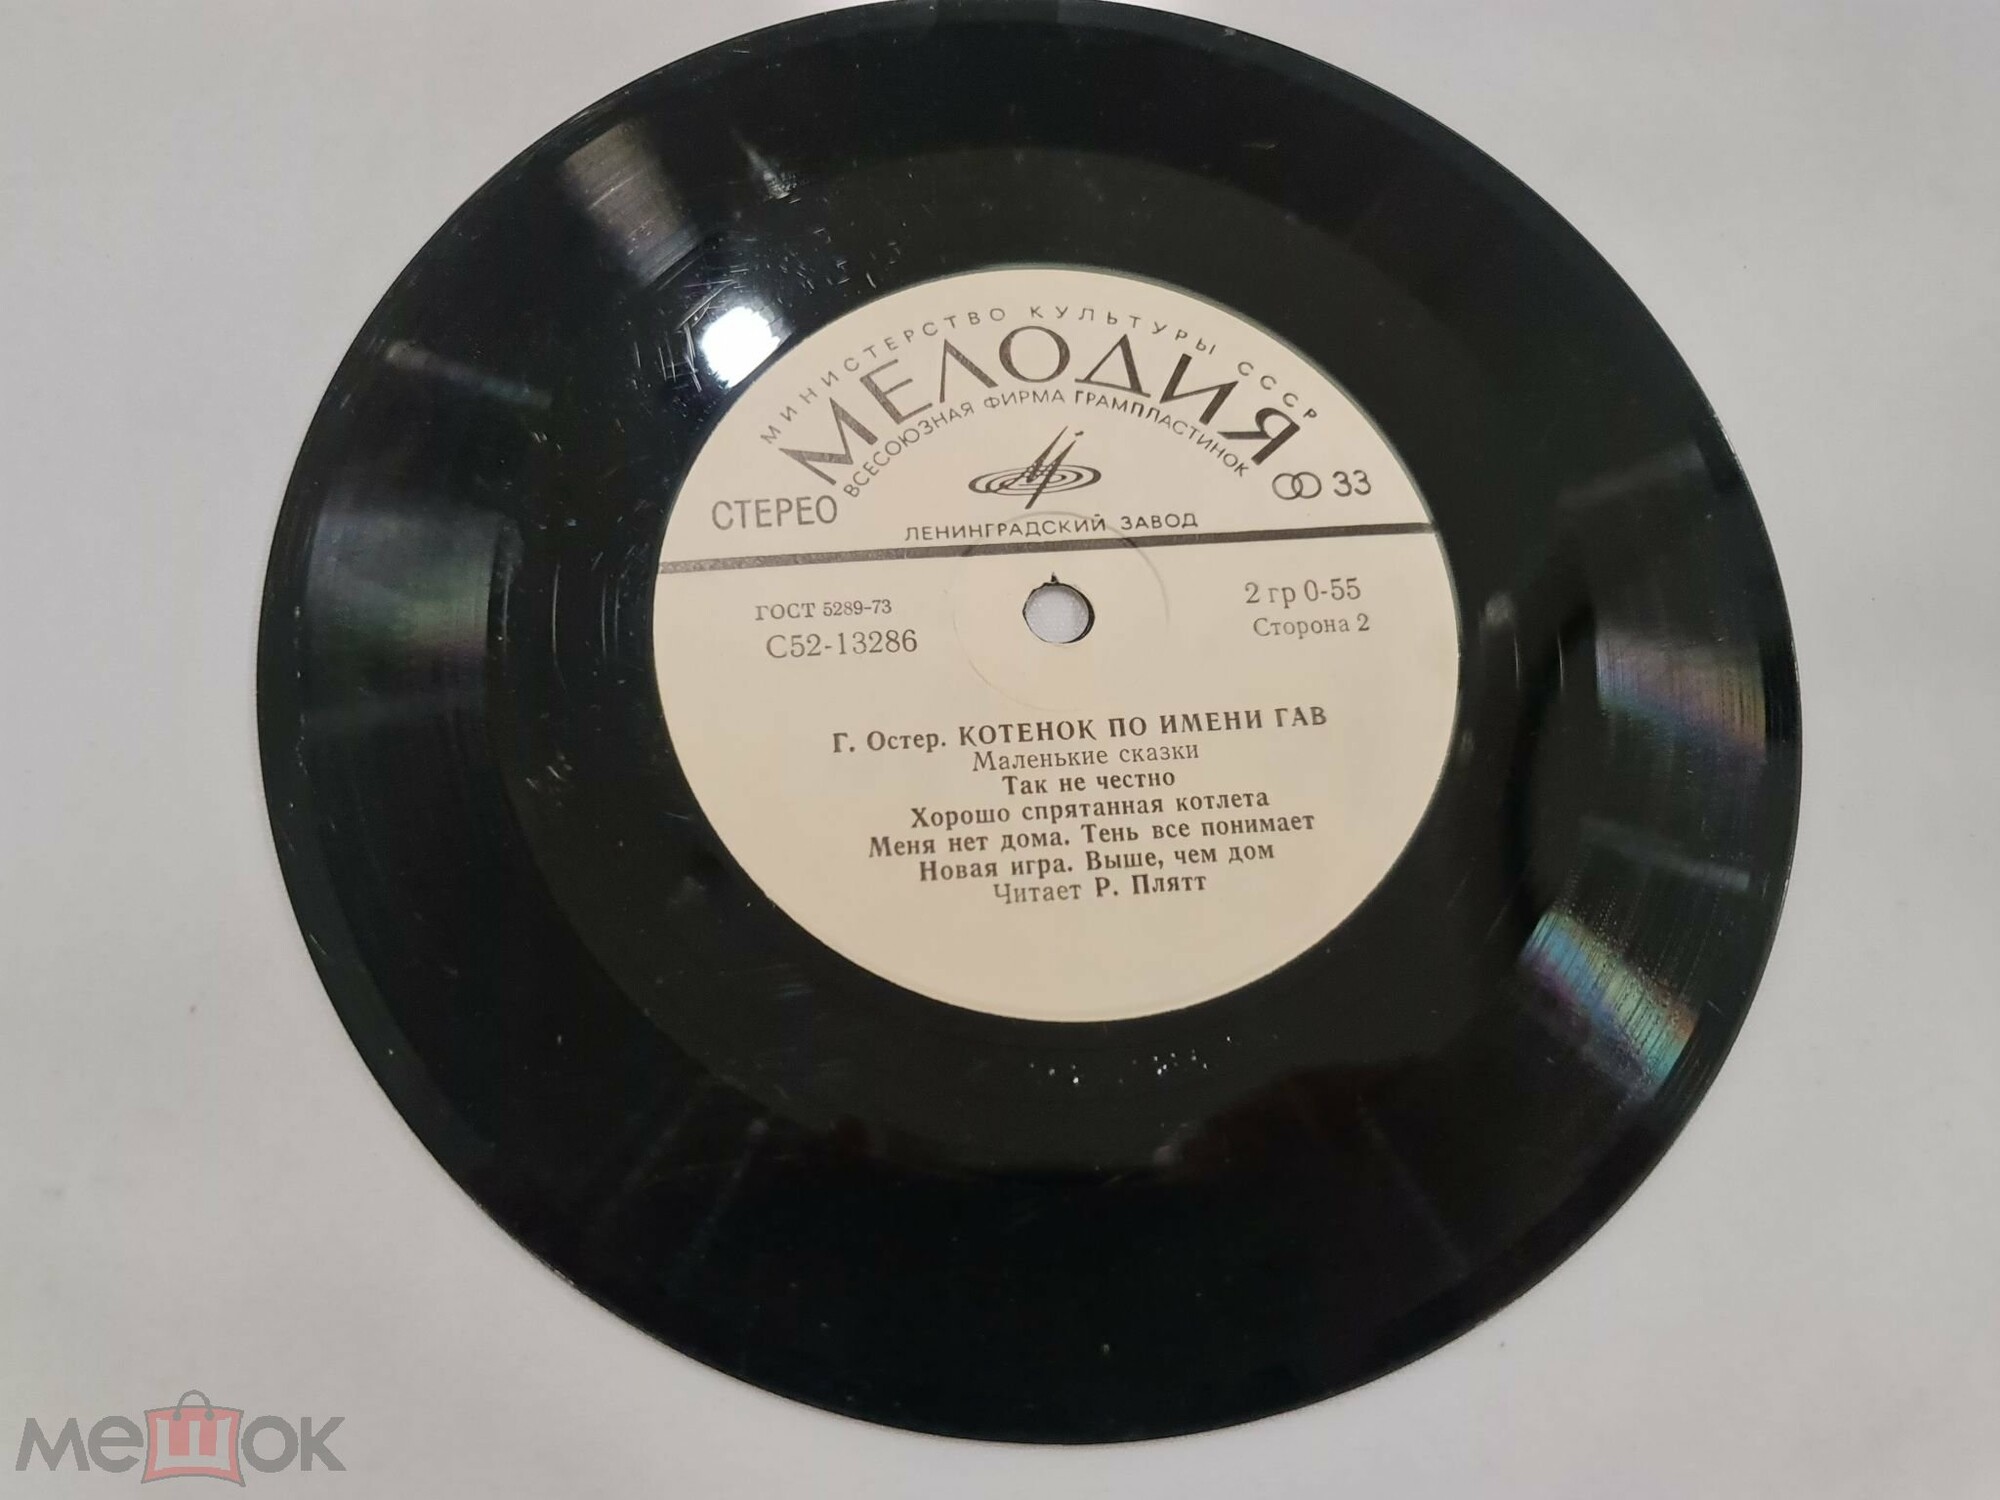 МИНИСТЕРСТВО КУЛЬТУРЫ СССР
МЕЛОДИЯ
ВСЕСОЮЗНАЯ ФИРМА ГРАМПЛАСТИНОК
СТЕРЕО
33
ЛЕНИНГРАДСКИЙ ЗАВОД
ГОСТ 5289-73
С52-13286
2 гр 0-55
Сторона 2
Г. Остер. КОТЕНОК ПО ИМЕНИ ГАВ
Маленькие сказки
Так не честно
Хорошо спрятанная котлета
Меня нет дома. Тень все понимает
Новая игра. Выше, чем дом
Читает Р. Плятт
мешок